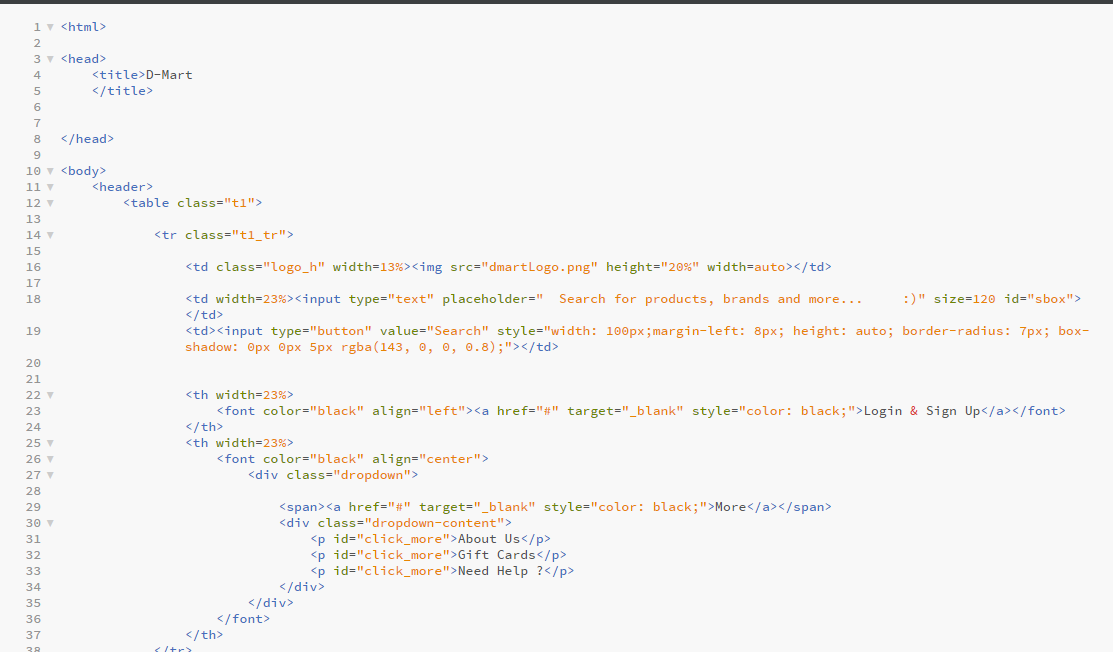 1 <html>
2
3 <head>
4     <title>D-Mart
5     </title>
6
7
8 </head>
9
10 <body>
11     <header>
12         <table class="t1">
13
14             <tr class="t1_tr">
15
16                 <td class="logo_h" width=13%><img src="dmartLogo.png" height="20%" width=auto></td>
17
18                 <td width=23%><input type="text" placeholder="  Search for products, brands and more...     :)" size=120 id="sbox">
                </td>
19                 <td><input type="button" value="Search" style="width: 100px;margin-left: 8px; height: auto; border-radius: 7px; box-
                shadow: 0px 0px 5px rgba(143, 0, 0, 0.8);"></td>
20
21
22                 <th width=23%>
23                     <font color="black" align="left"><a href="#" target="_blank" style="color: black;">Login & Sign Up</a></font>
24                 </th>
25                 <th width=23%>
26                     <font color="black" align="center">
27                         <div class="dropdown">
28
29                             <span><a href="#" target="_blank" style="color: black;">More</a></span>
30                             <div class="dropdown-content">
31                                 <p id="click_more">About Us</p>
32                                 <p id="click_more">Gift Cards</p>
33                                 <p id="click_more">Need Help ?</p>
34                             </div>
35                         </div>
36                     </font>
37                 </th>
38             </tr>